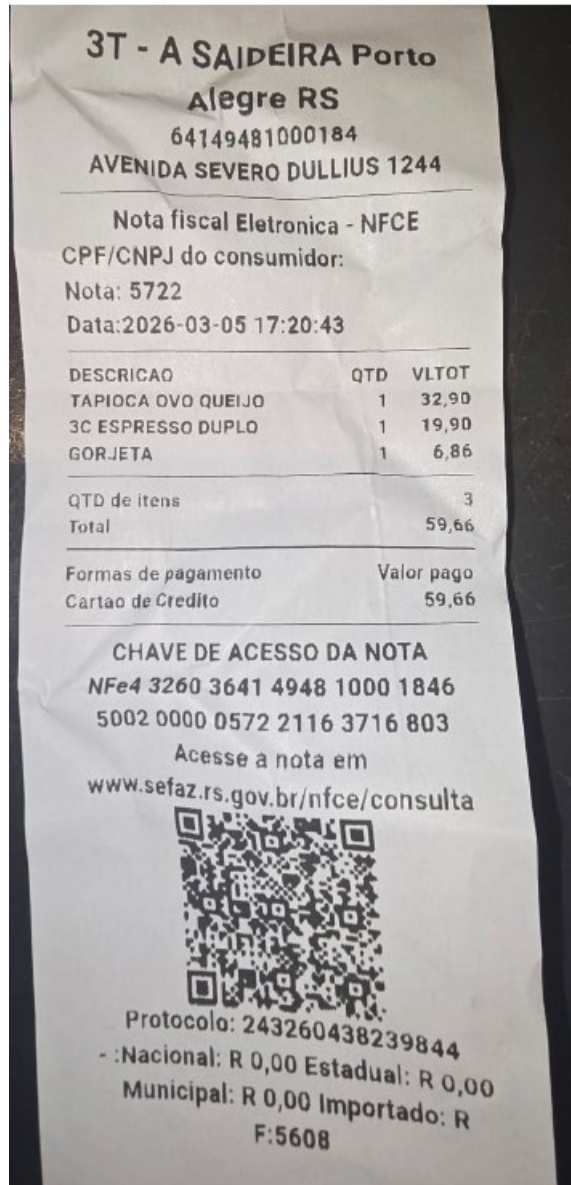 3T - A SAIDEIRA Porto
Alegre RS
64149481000184
AVENIDA SEVERO DULLIUS 1244
Nota fiscal Eletronica - NFCE
CPF/CNPJ do consumidor:
Nota: 5722
Data:2026-03-05 17:20:43
DESCRICAO QTD VLTOT
TAPIOCA OVO QUEIJO 1 32,90
3C ESPRESSO DUPLO 1 19,90
GORJETA 1 6,86
QTD de itens 3
Total 59,66
Formas de pagamento Valor pago
Cartao de Credito 59,66
CHAVE DE ACESSO DA NOTA
NFe4 3260 3641 4948 1000 1846
5002 0000 0572 2116 3716 803
Acesse a nota em
www.sefaz.rs.gov.br/nfce/consulta
Protocolo: 243260438239844
- :Nacional: R 0,00 Estadual: R 0,00
Municipal: R 0,00 Importado: R
F:5608